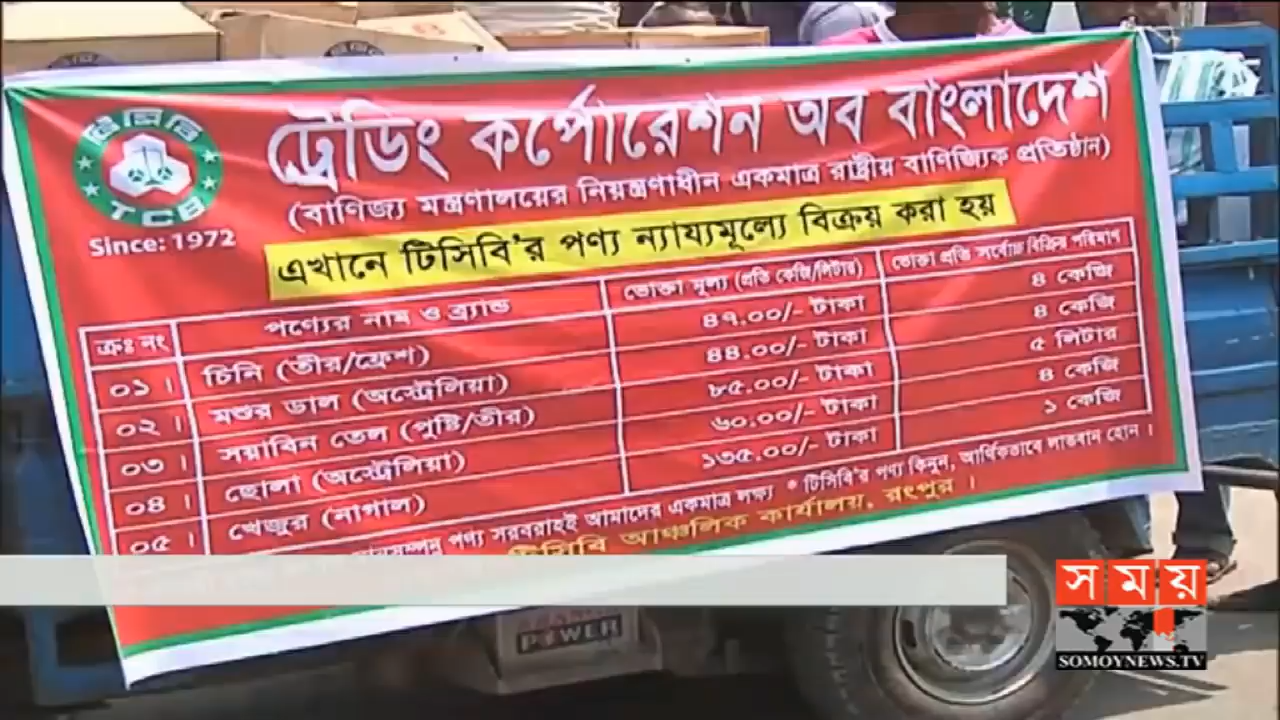 টিসিবি
TCB
Since: 1972
ট্রেডিং কর্পোরেশন অব বাংলাদেশ
(বাণিজ্য মন্ত্রণালয়ের নিয়ন্ত্রণাধীন একমাত্র রাষ্ট্রীয় বাণিজ্যিক প্রতিষ্ঠান)
এখানে টিসিবি'র পণ্য ন্যায্যমূল্যে বিক্রয় করা হয়
ক্রঃ নং পণ্যের নাম ও ব্র্যান্ড ভোক্তা মূল্য (প্রতি কেজি/লিটার) ভোক্তা প্রতি সর্বোচ্চ বিক্রির পরিমাণ
০১ । চিনি (তীর/ফ্রেশ) ৪৭.০০/- টাকা ৪ কেজি
০২ । মশুর ডাল (অস্ট্রেলিয়া) ৪৪.০০/- টাকা ৪ কেজি
০৩ । সয়াবিন তেল (পুষ্টি/তীর) ৮৫.০০/- টাকা ৫ লিটার
০৪ । ছোলা (অস্ট্রেলিয়া) ৬০.০০/- টাকা ৪ কেজি
০৫ । খেজুর (নাগাল) ১৩৫.০০/- টাকা ১ কেজি
পণ্য সরবরাহই আমাদের একমাত্র লক্ষ্য * টিসিবি'র পণ্য কিনুন, আর্থিকভাবে লাভবান হোন ।
টিসিবি আঞ্চলিক কার্যালয়, রংপুর ।
POWER
সময়
SOMOYNEWS.TV